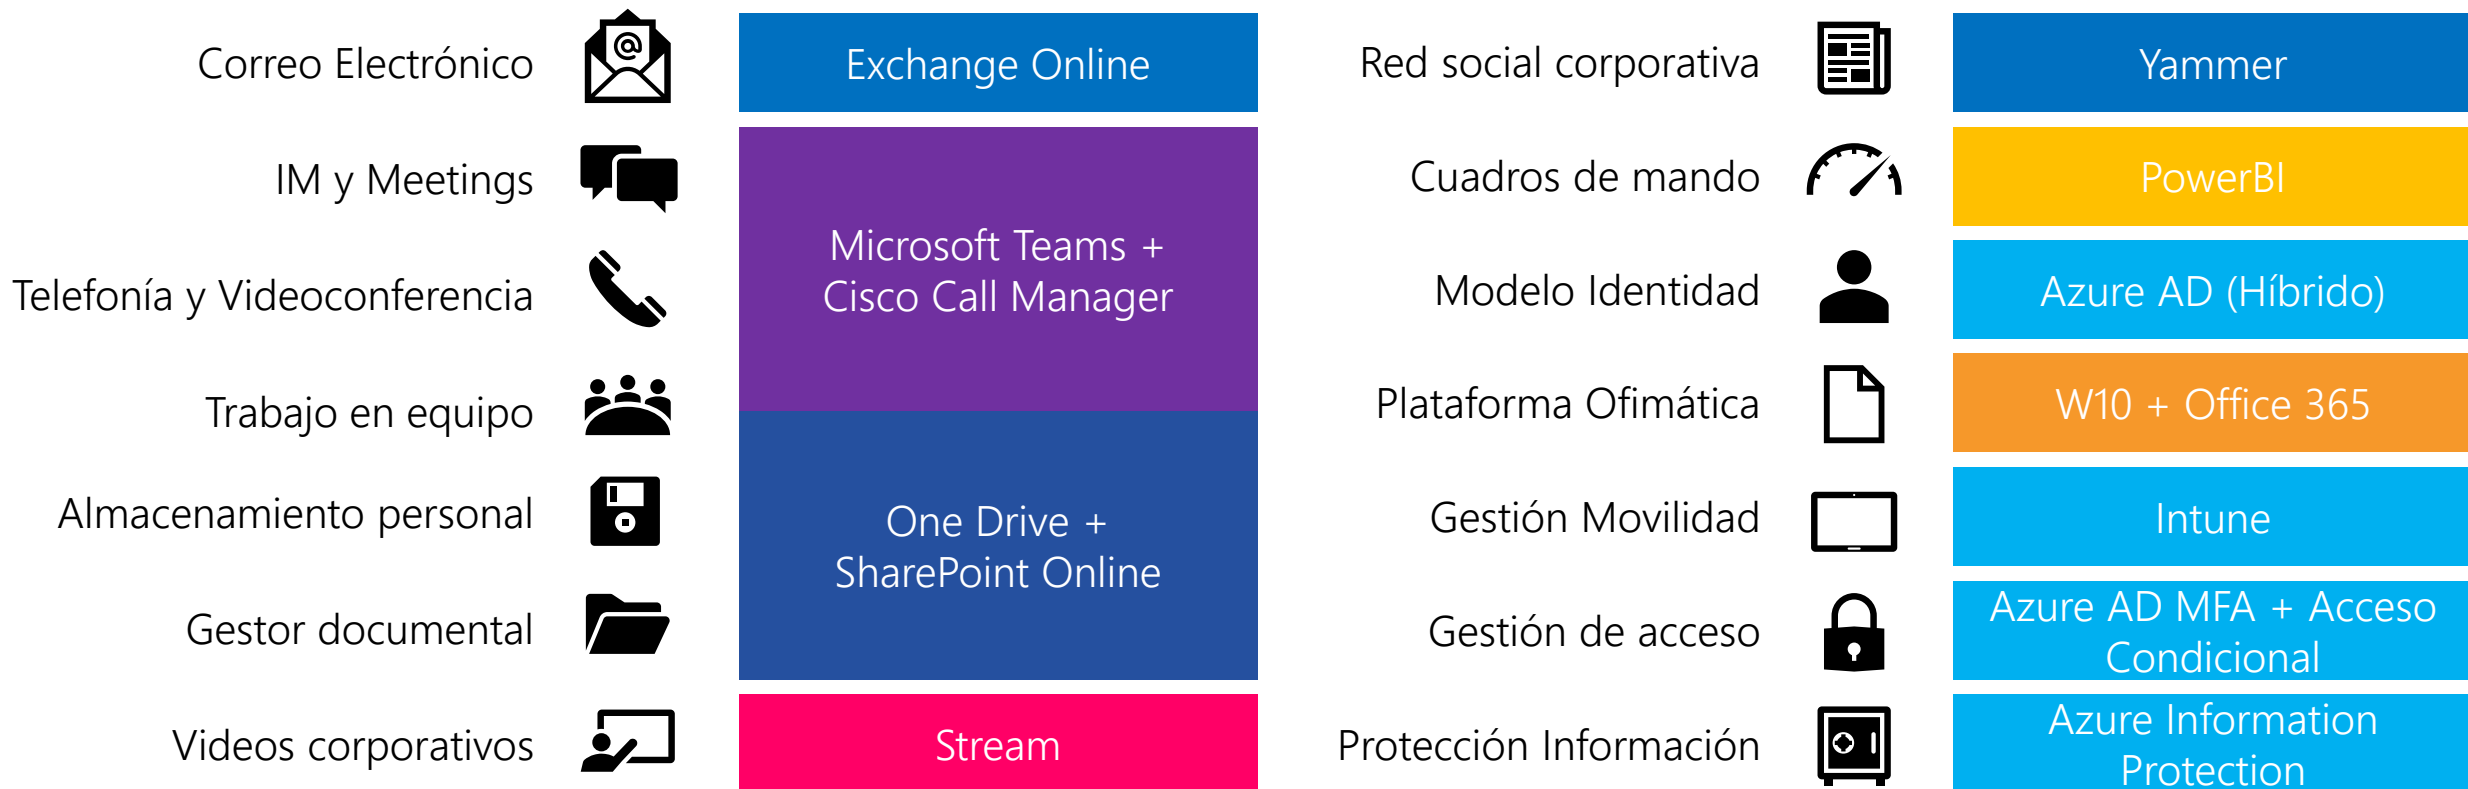 Correo Electrónico
Exchange Online
IM y Meetings
Telefonía y Videoconferencia
Trabajo en equipo
Microsoft Teams +
Cisco Call Manager
Almacenamiento personal
Gestor documental
One Drive +
SharePoint Online
Videos corporativos
Stream
Red social corporativa
Yammer
Cuadros de mando
PowerBI
Modelo Identidad
Azure AD (Híbrido)
Plataforma Ofimática
W10 + Office 365
Gestión Movilidad
Intune
Gestión de acceso
Azure AD MFA + Acceso
Condicional
Protección Información
Azure Information
Protection